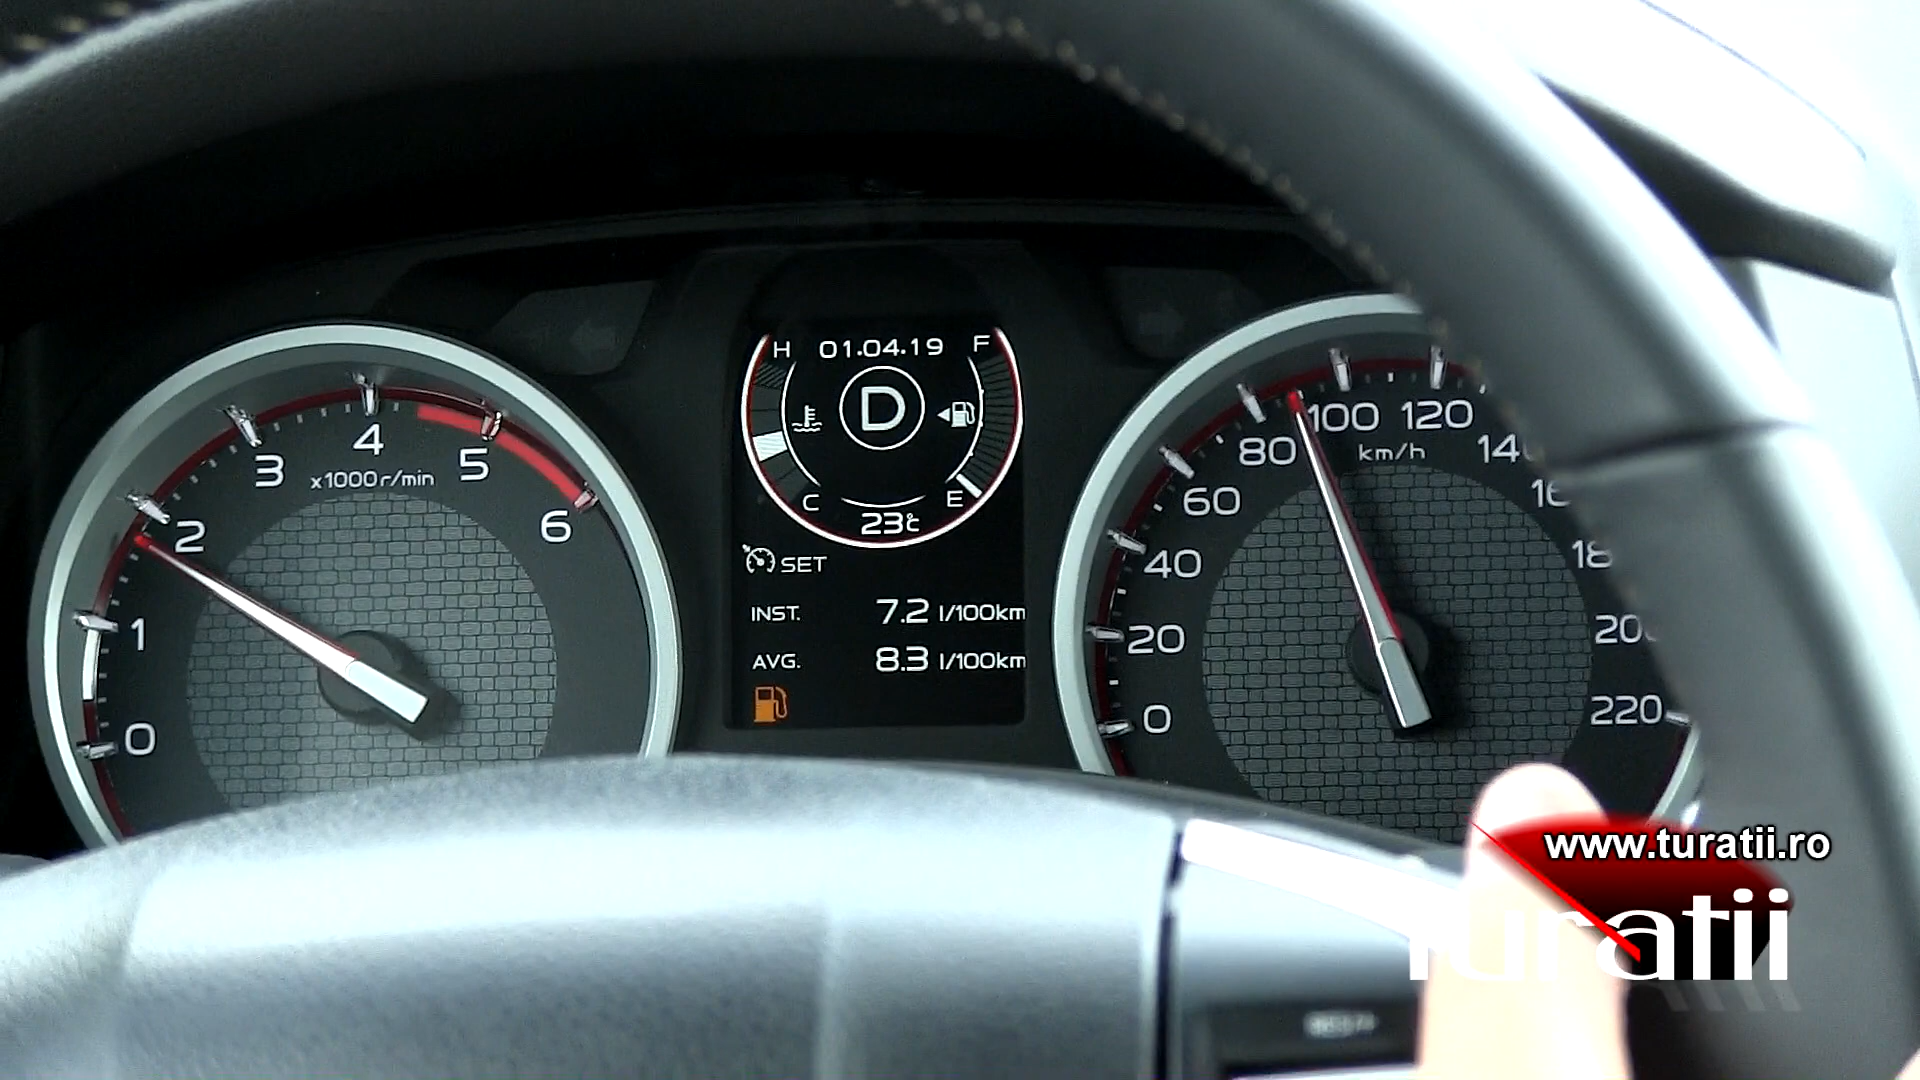 H 01.04.19 F
D
C E
23°C
SET
INST. 7.2 l/100km
AVG. 8.3 l/100km
0
1
2
3
4
5
6
x1000r/min
0
20
40
60
80
100
120
km/h
220
www.turatii.ro
turatii